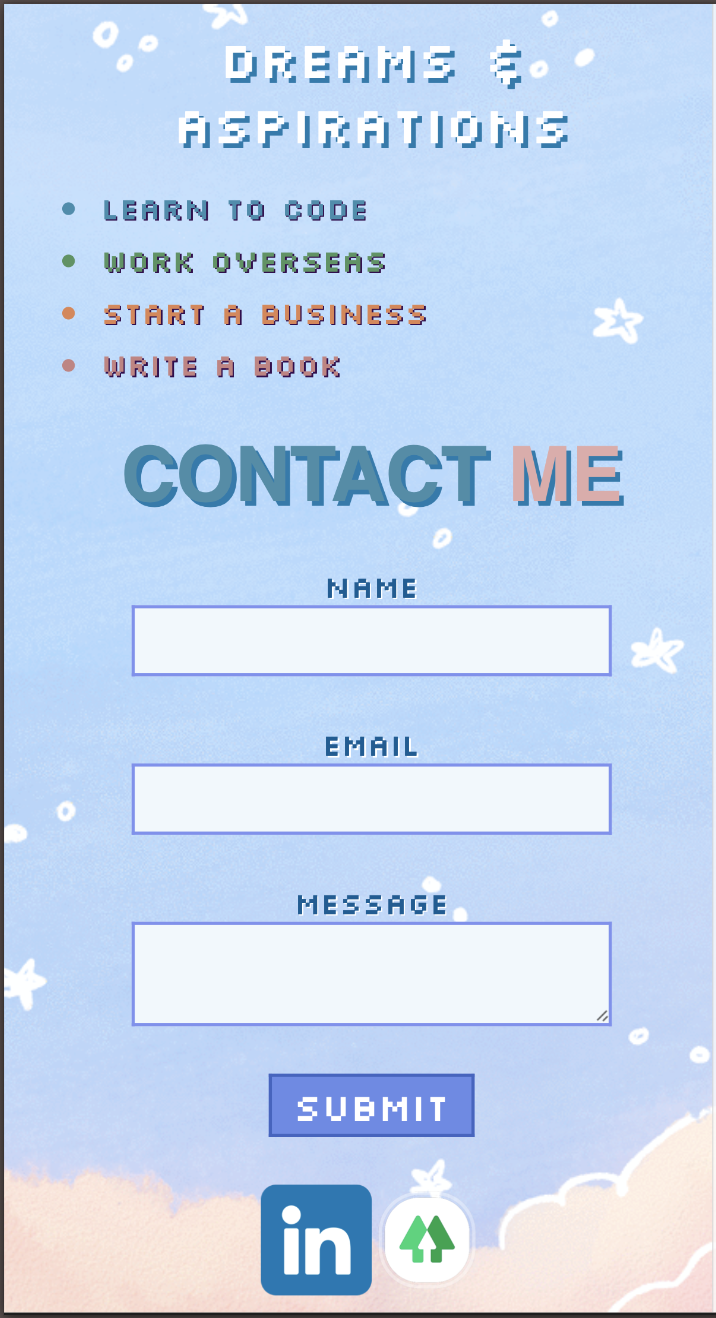 DREAMS &
ASPIRATIONS
LEARN TO CODE
WORK OVERSEAS
START A BUSINESS
WRITE A BOOK
CONTACT ME
NAME
EMAIL
MESSAGE
SUBMIT
in